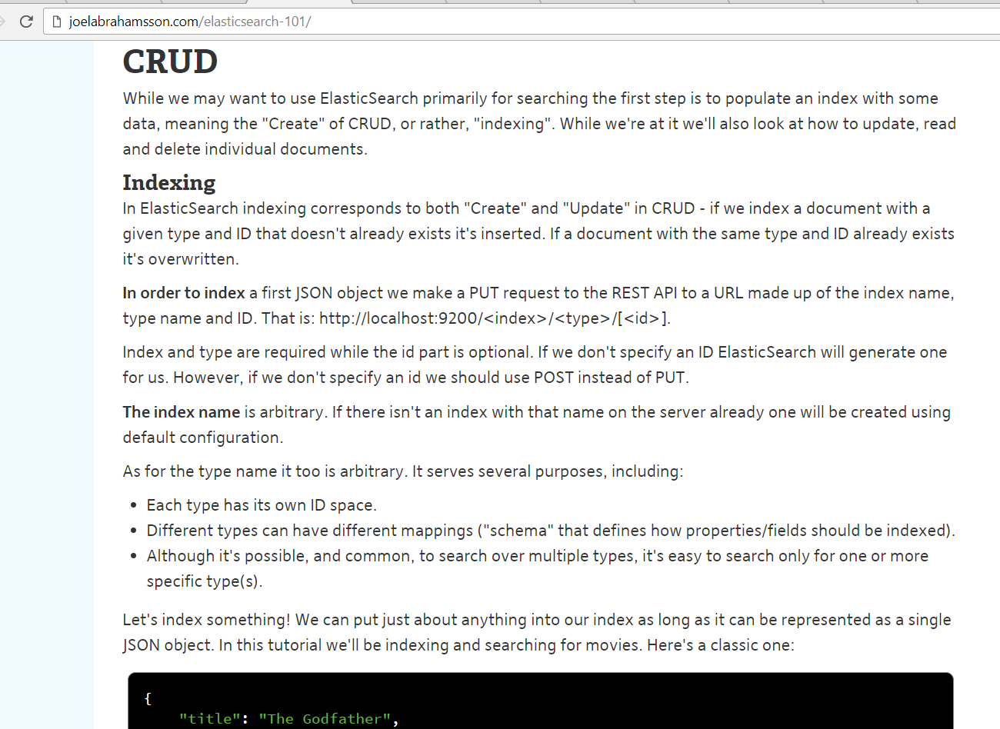 joelabrahamsson.com/elasticsearch-101/
CRUD
While we may want to use ElasticSearch primarily for searching the first step is to populate an index with some
data, meaning the "Create" of CRUD, or rather, "indexing". While we're at it we'll also look at how to update, read
and delete individual documents.
Indexing
In ElasticSearch indexing corresponds to both "Create" and "Update" in CRUD - if we index a document with a
given type and ID that doesn't already exists it's inserted. If a document with the same type and ID already exists
it's overwritten.
In order to index a first JSON object we make a PUT request to the REST API to a URL made up of the index name,
type name and ID. That is: http://localhost:9200/<index>/<type>/[<id>].
Index and type are required while the id part is optional. If we don't specify an ID ElasticSearch will generate one
for us. However, if we don't specify an id we should use POST instead of PUT.
The index name is arbitrary. If there isn't an index with that name on the server already one will be created using
default configuration.
As for the type name it too is arbitrary. It serves several purposes, including:
• Each type has its own ID space.
• Different types can have different mappings ("schema" that defines how properties/fields should be indexed).
• Although it's possible, and common, to search over multiple types, it's easy to search only for one or more
specific type(s).
Let's index something! We can put just about anything into our index as long as it can be represented as a single
JSON object. In this tutorial we'll be indexing and searching for movies. Here's a classic one:
{
"title": "The Godfather",